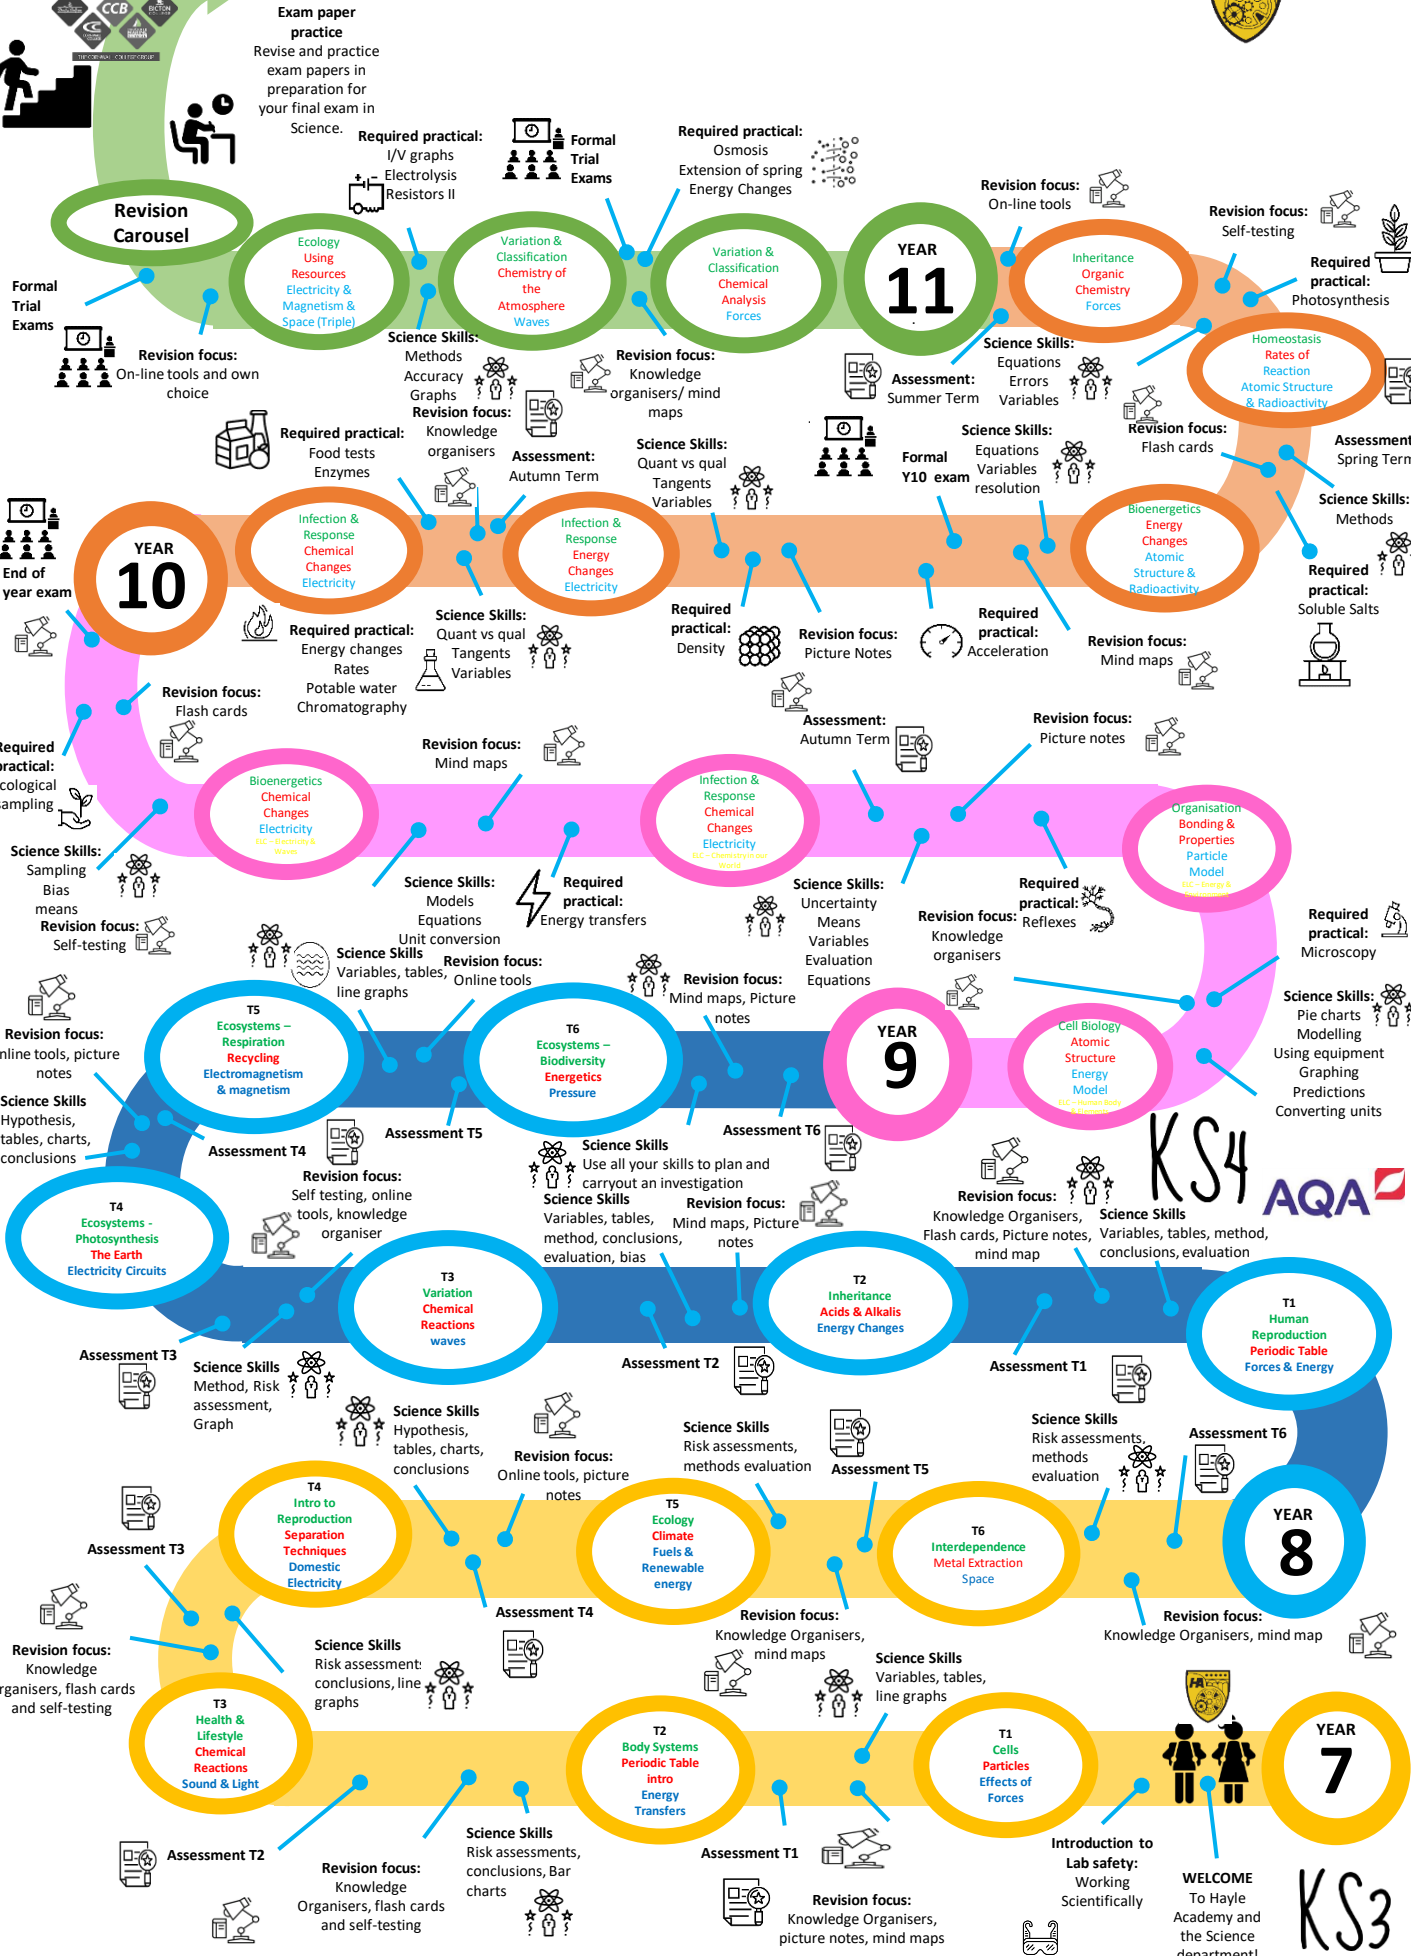 CCB
BICTON
THE CORNWALL COLLEGE GROUP
Exam paper
practice
Revise and practice
exam papers in
preparation for
your final exam in
Science.
Required practical:
I/V graphs
Electrolysis
Resistors II
Formal
Trial
Exams
Required practical:
Osmosis
Extension of spring
Energy Changes
Revision focus:
On-line tools
Revision focus:
Self-testing
Required
practical:
Photosynthesis
Revision
Carousel
Ecology
Using
Resources
Electricity &
Magnetism &
Space (Triple)
Variation &
Classification
Chemistry of
the
Atmosphere
Waves
Variation &
Classification
Chemical
Analysis
Forces
YEAR
11
Inheritance
Organic
Chemistry
Forces
Formal
Trial
Exams
Revision focus:
On-line tools and own
choice
Science Skills:
Methods
Accuracy
Graphs
Revision focus:
Knowledge
organisers/ mind
maps
Assessment:
Summer Term
Science Skills:
Equations
Errors
Variables
Homeostasis
Rates of
Reaction
Atomic Structure
& Radioactivity
Required practical:
Food tests
Enzymes
Revision focus:
Knowledge
organisers
Assessment:
Autumn Term
Science Skills:
Quant vs qual
Tangents
Variables
Formal
Y10 exam
Science Skills:
Equations
Variables
resolution
Revision focus:
Flash cards
Assessment
Spring Term
Science Skills:
Methods
End of
year exam
YEAR
10
Infection &
Response
Chemical
Changes
Electricity
Infection &
Response
Energy
Changes
Electricity
Bioenergetics
Energy
Changes
Atomic
Structure &
Radioactivity
Required
practical:
Soluble Salts
Required practical:
Energy changes
Rates
Potable water
Chromatography
Science Skills:
Quant vs qual
Tangents
Variables
Required
practical:
Density
Revision focus:
Picture Notes
Required
practical:
Acceleration
Revision focus:
Mind maps
Revision focus:
Flash cards
Required
practical:
cological
sampling
Revision focus:
Mind maps
Assessment:
Autumn Term
Revision focus:
Picture notes
Bioenergetics
Chemical
Changes
Electricity
Waves
Infection &
Response
Chemical
Changes
Electricity
World
Organisation
Bonding &
Properties
Particle
Model
Science Skills:
Sampling
Bias
means
Revision focus:
Self-testing
Science Skills:
Models
Equations
Unit conversion
Required
practical:
Energy transfers
Science Skills:
Uncertainty
Means
Variables
Evaluation
Equations
Revision focus:
Knowledge
organisers
Required
practical:
Reflexes
Required
practical:
Microscopy
Science Skills:
Pie charts
Modelling
Using equipment
Graphing
Predictions
Converting units
Science Skills
Variables, tables,
line graphs
Revision focus:
Online tools
Revision focus:
Mind maps, Picture
notes
Revision focus:
nline tools, picture
notes
T5
Ecosystems –
Respiration
Recycling
Electromagnetism
& magnetism
T6
Ecosystems –
Biodiversity
Energetics
Pressure
YEAR
9
Cell Biology
Atomic
Structure
Energy
Model
Science Skills
Hypothesis,
tables, charts,
conclusions
Assessment T4
Assessment T5
Assessment T6
KS4
AQA
T4
Ecosystems -
Photosynthesis
The Earth
Electricity Circuits
Revision focus:
Self testing, online
tools, knowledge
organiser
Science Skills
Use all your skills to plan and
carryout an investigation
Science Skills
Variables, tables,
method, conclusions,
evaluation, bias
Revision focus:
Mind maps, Picture
notes
Revision focus:
Knowledge Organisers,
Flash cards, Picture notes,
mind map
Science Skills
Variables, tables, method,
conclusions, evaluation
T3
Variation
Chemical
Reactions
waves
T2
Inheritance
Acids & Alkalis
Energy Changes
T1
Human
Reproduction
Periodic Table
Forces & Energy
Assessment T3
Science Skills
Method, Risk
assessment,
Graph
Assessment T2
Assessment T1
Science Skills
Hypothesis,
tables, charts,
conclusions
Revision focus:
Online tools, picture
notes
Science Skills
Risk assessments,
methods evaluation
Assessment T5
Science Skills
Risk assessments,
methods
evaluation
Assessment T6
Assessment T3
T4
Intro to
Reproduction
Separation
Techniques
Domestic
Electricity
T5
Ecology
Climate
Fuels &
Renewable
energy
T6
Interdependence
Metal Extraction
Space
YEAR
8
Assessment T4
Revision focus:
Knowledge Organisers,
mind maps
Revision focus:
Knowledge Organisers, mind map
Revision focus:
Knowledge
rganisers, flash cards
and self-testing
Science Skills
Risk assessments
conclusions, line
graphs
Science Skills
Variables, tables,
line graphs
HA
T3
Health &
Lifestyle
Chemical
Reactions
Sound & Light
T2
Body Systems
Periodic Table
intro
Energy
Transfers
T1
Cells
Particles
Effects of
Forces
YEAR
7
Assessment T2
Revision focus:
Knowledge
Organisers, flash cards
and self-testing
Science Skills
Risk assessments,
conclusions, Bar
charts
Assessment T1
Revision focus:
Knowledge Organisers,
picture notes, mind maps
Introduction to
Lab safety:
Working
Scientifically
WELCOME
To Hayle
Academy and
the Science
department!
KS3